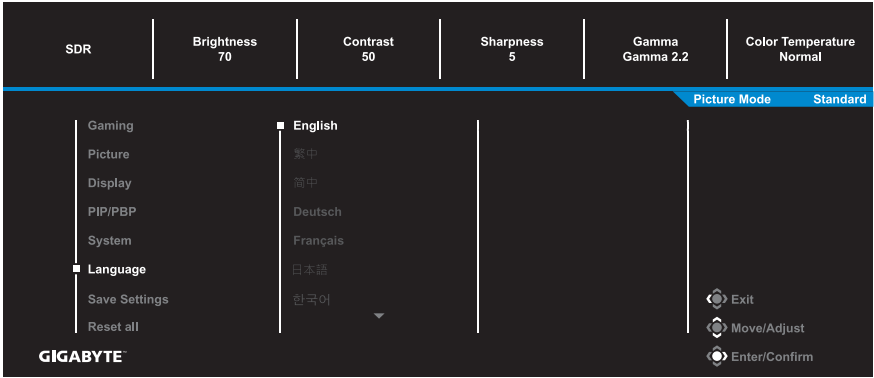 SDR
Brightness
70
Contrast
50
Sharpness
5
Gamma
Gamma 2.2
Color Temperature
Normal
Picture Mode Standard
Gaming
Picture
Display
PIP/PBP
System
Language
Save Settings
Reset all
English
繁中
简中
Deutsch
Français
日本語
한국어
Exit
Move/Adjust
Enter/Confirm
GIGABYTE™